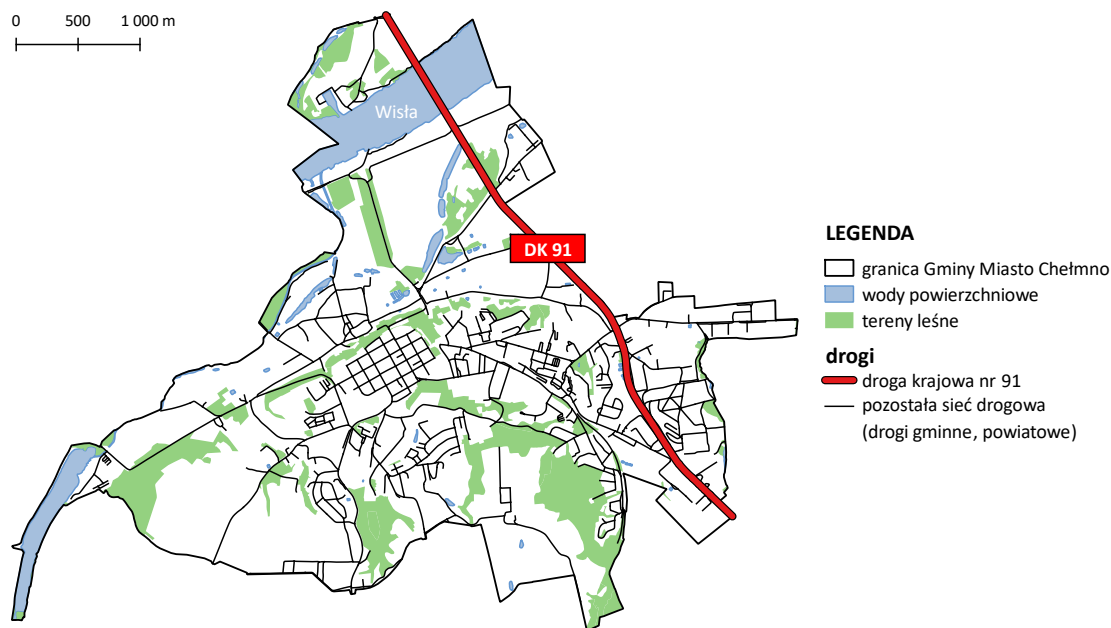 0 500 1 000 m
Wisła
DK 91
LEGENDA
granica Gminy Miasto Chełmno
wody powierzchniowe
tereny leśne
drogi
droga krajowa nr 91
pozostała sieć drogowa
(drogi gminne, powiatowe)